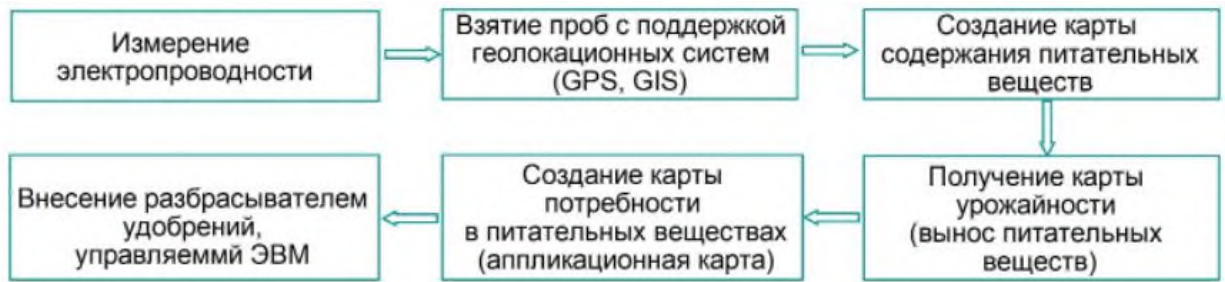 Измерение
электропроводности
Взятие проб с поддержкой
геолокационных систем
(GPS, GIS)
Создание карты
содержания питательных
веществ
Получение карты
урожайности
(вынос питательных
веществ)
Создание карты
потребности
в питательных веществах
(аппликационная карта)
Внесение разбрасывателем
удобрений,
управляеммй ЭВМ